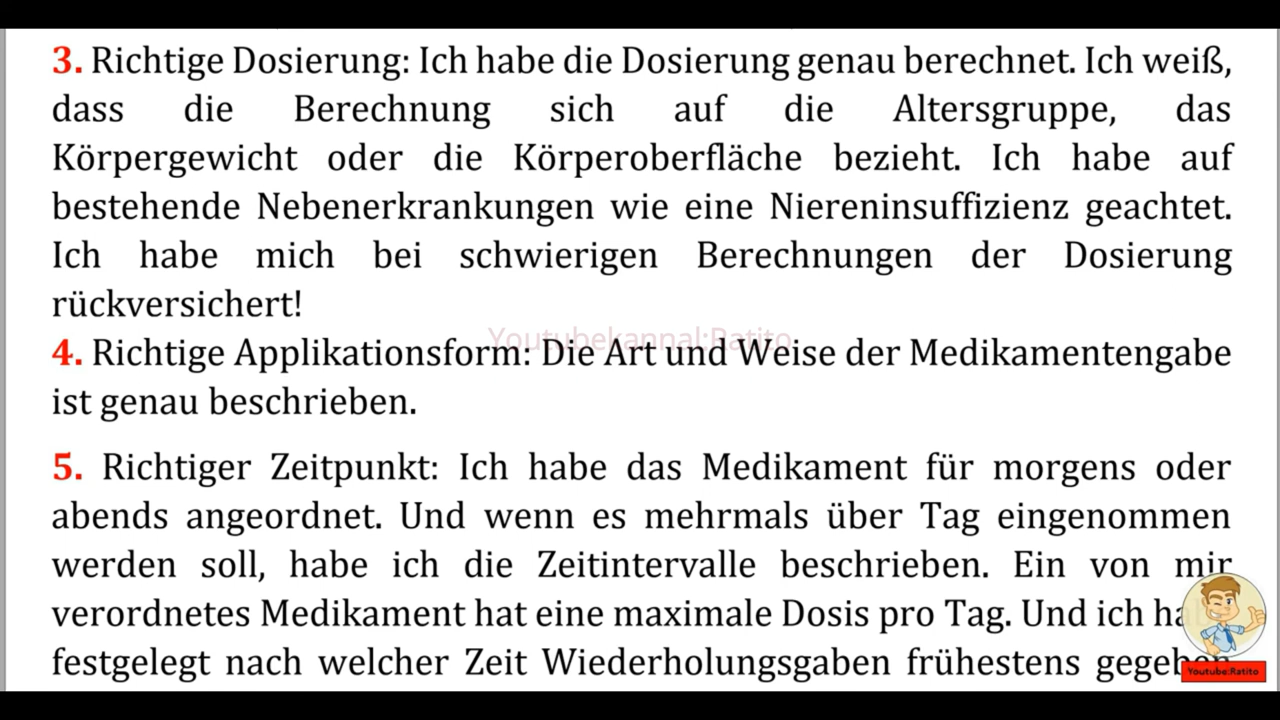 3. Richtige Dosierung: Ich habe die Dosierung genau berechnet. Ich weiß,
dass die Berechnung sich auf die Altersgruppe, das
Körpergewicht oder die Körperoberfläche bezieht. Ich habe auf
bestehende Nebenerkrankungen wie eine Niereninsuffizienz geachtet.
Ich habe mich bei schwierigen Berechnungen der Dosierung
rückversichert!
Youtubekannal:Ratito
4. Richtige Applikationsform: Die Art und Weise der Medikamentengabe
ist genau beschrieben.
5. Richtiger Zeitpunkt: Ich habe das Medikament für morgens oder
abends angeordnet. Und wenn es mehrmals über Tag eingenommen
werden soll, habe ich die Zeitintervalle beschrieben. Ein von mir
verordnetes Medikament hat eine maximale Dosis pro Tag. Und ich
festgelegt nach welcher Zeit Wiederholungsgaben frühestens
Youtube:Ratito